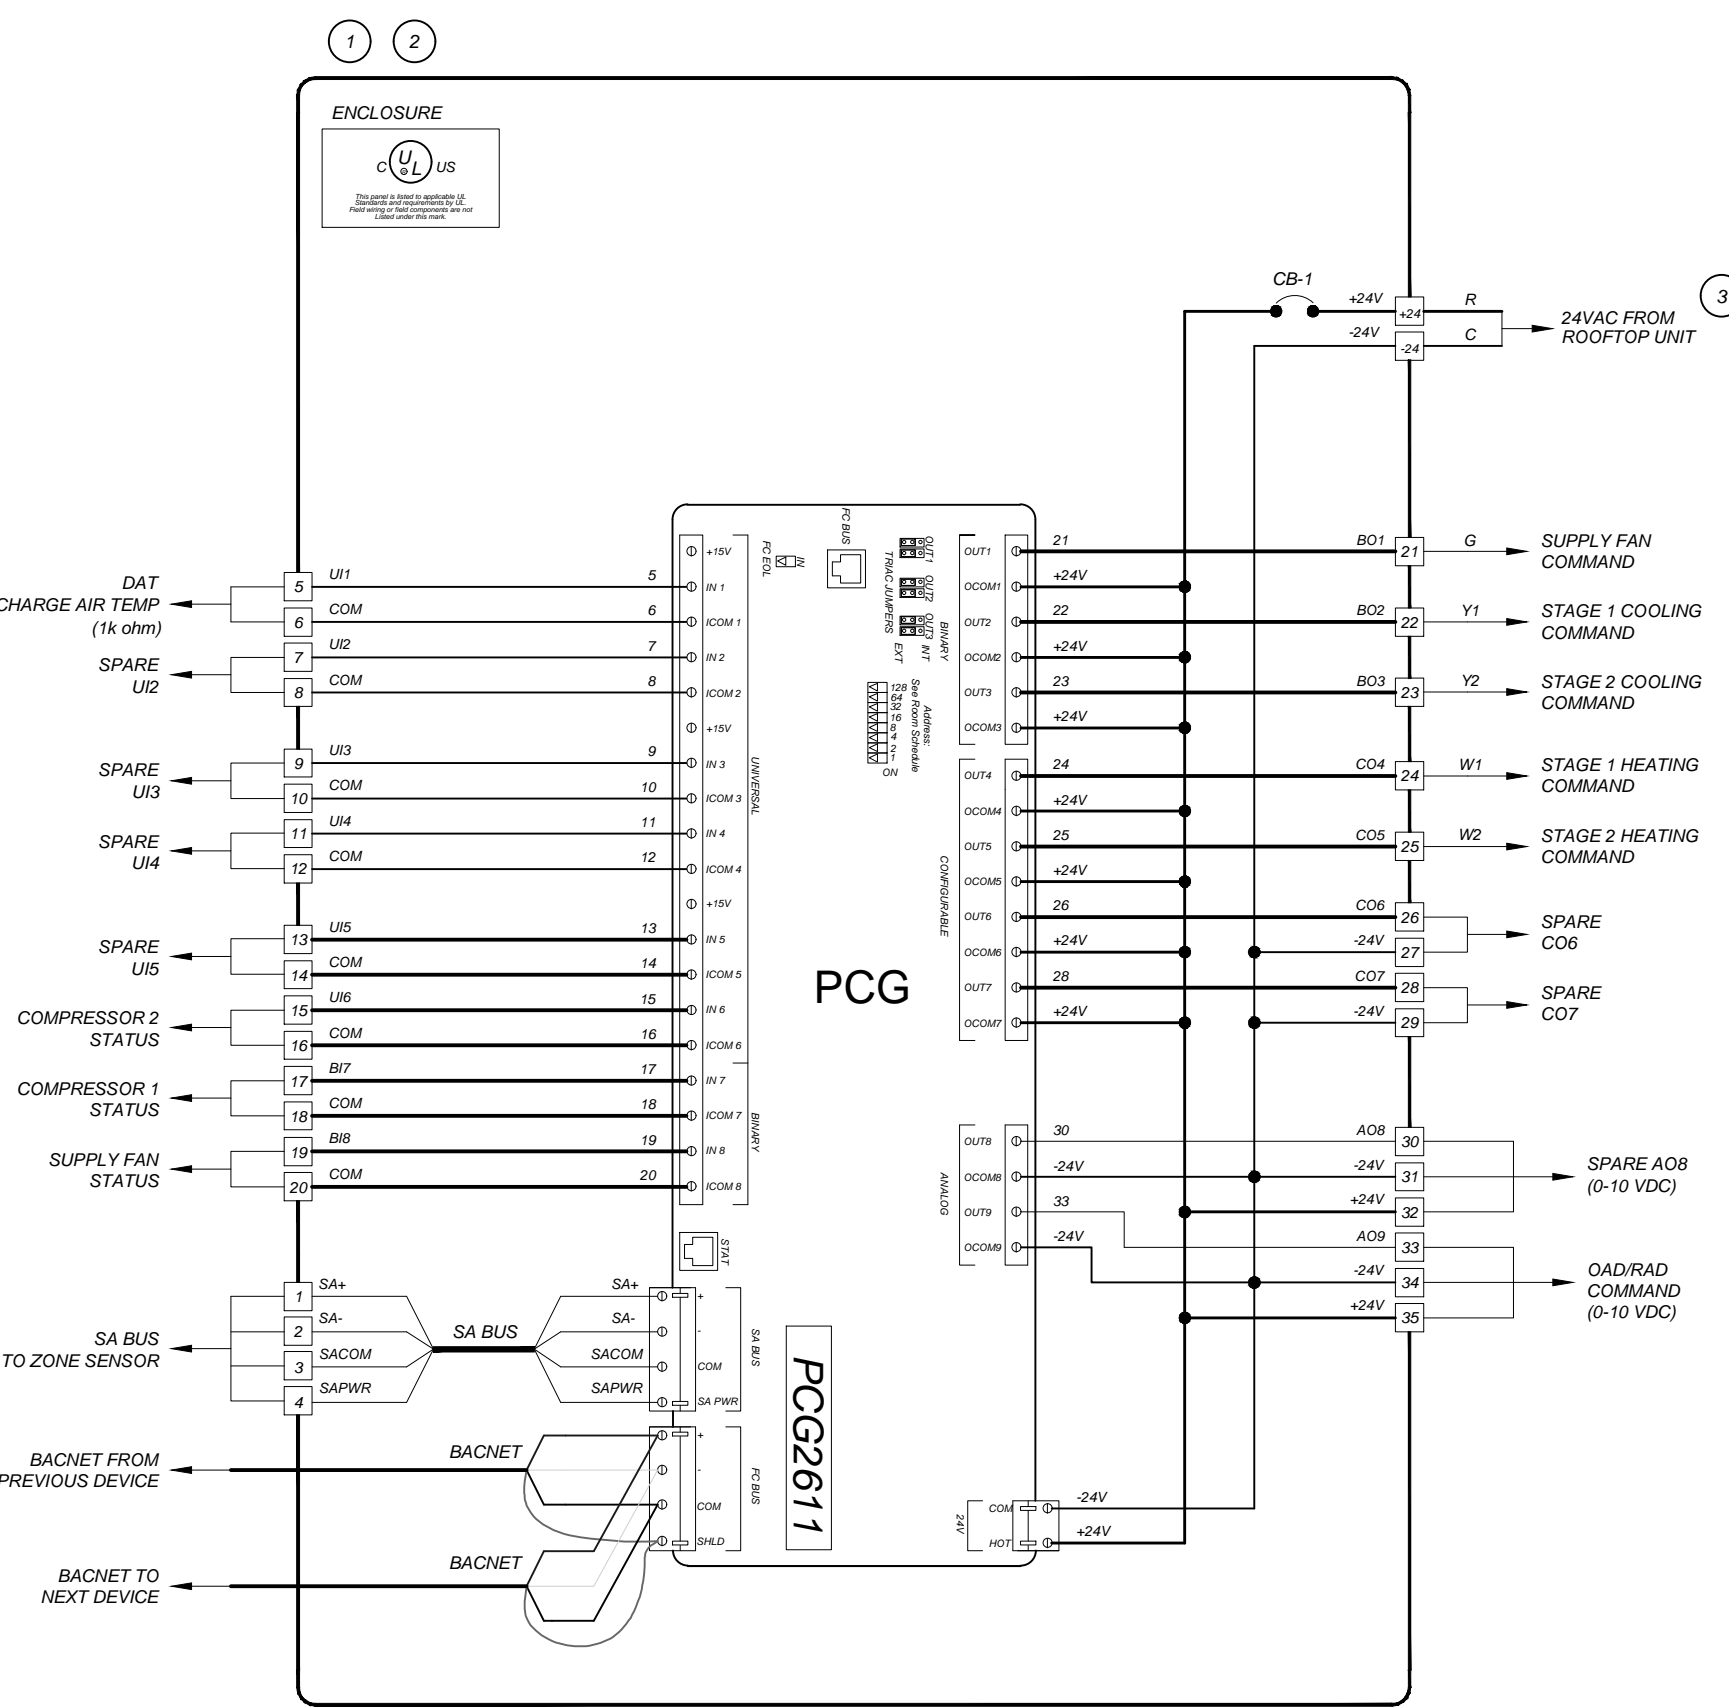 1 2
ENCLOSURE
C UL US
This panel is listed to applicable UL
Standards and requirements by UL.
Field wiring or field components are not
Listed under this mark.
CB-1
+24V +24 R
-24V -24 C
3
24VAC FROM
ROOFTOP UNIT
DAT
CHARGE AIR TEMP
(1k ohm)
5 UI1 5
6 COM 6
SPARE
UI2
7 UI2 7
8 COM 8
SPARE
UI3
9 UI3 9
10 COM 10
SPARE
UI4
11 UI4 11
12 COM 12
SPARE
UI5
13 UI5 13
14 COM 14
COMPRESSOR 2
STATUS
15 UI6 15
16 COM 16
COMPRESSOR 1
STATUS
17 BI7 17
18 COM 18
SUPPLY FAN
STATUS
19 BI8 19
20 COM 20
SA BUS
TO ZONE SENSOR
1 SA+
2 SA-
3 SACOM
4 SAPWR
SA BUS
SA+
SA-
SACOM
SAPWR
BACNET FROM
PREVIOUS DEVICE
BACNET
BACNET TO
NEXT DEVICE
BACNET
+15V
IN 1
ICOM 1
IN 2
ICOM 2
+15V
IN 3
ICOM 3
IN 4
ICOM 4
+15V
IN 5
ICOM 5
IN 6
ICOM 6
IN 7
ICOM 7
IN 8
ICOM 8
UNIVERSAL
BINARY
STAT
+
-
COM
SA PWR
SA BUS
+
-
COM
SHLD
FC BUS
FC EOL
IN
FC BUS
OUT1
OUT2
OUT3
TRIAC JUMPERS
EXT
INT
128
64
32
16
8
4
2
1
ON
Address:
See Room Schedule
PCG
PCG2611
BINARY
OUT1
OCOM1
OUT2
OCOM2
OUT3
OCOM3
CONFIGURABLE
OUT4
OCOM4
OUT5
OCOM5
OUT6
OCOM6
OUT7
OCOM7
ANALOG
OUT8
OCOM8
OUT9
OCOM9
24V
COM
HOT
21 BO1 21 G
SUPPLY FAN
COMMAND
+24V
22 BO2 22 Y1
STAGE 1 COOLING
COMMAND
+24V
23 BO3 23 Y2
STAGE 2 COOLING
COMMAND
+24V
24 CO4 24 W1
STAGE 1 HEATING
COMMAND
+24V
25 CO5 25 W2
STAGE 2 HEATING
COMMAND
+24V
26 CO6 26
+24V -24V 27
SPARE
CO6
28 CO7 28
+24V -24V 29
SPARE
CO7
30 AO8 30
-24V -24V 31
+24V 32
SPARE AO8
(0-10 VDC)
33 AO9 33
-24V -24V 34
+24V 35
OAD/RAD
COMMAND
(0-10 VDC)
-24V
+24V